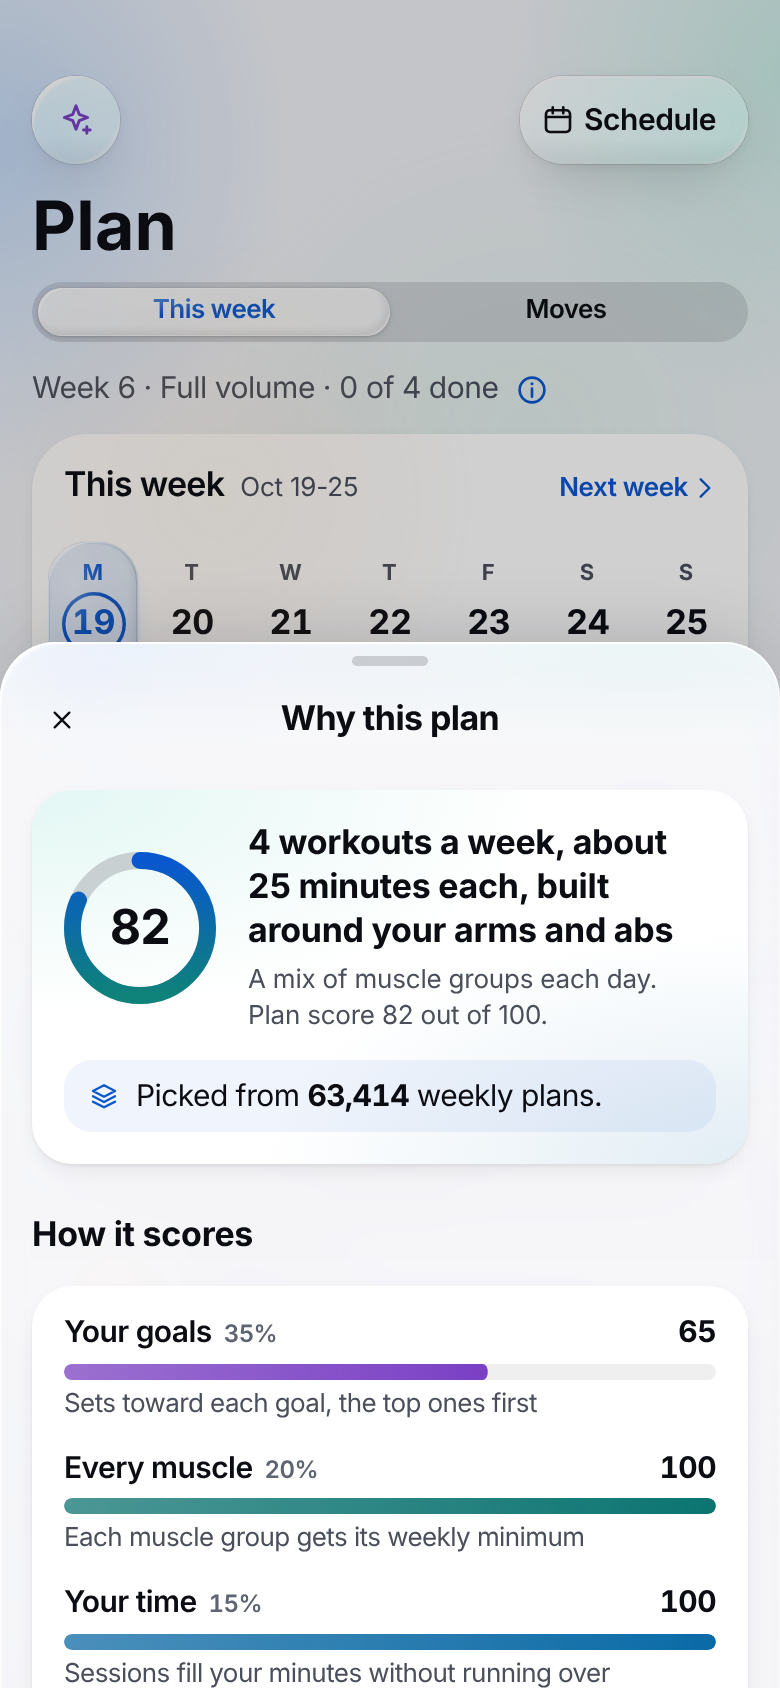 Schedule
Plan
This week
Moves
Week 6 · Full volume · 0 of 4 done
This week Oct 19-25
Next week
M T W T F S S
19 20 21 22 23 24 25
Why this plan
82
4 workouts a week, about
25 minutes each, built
around your arms and abs
A mix of muscle groups each day.
Plan score 82 out of 100.
Picked from 63,414 weekly plans.
How it scores
Your goals 35% 65
Sets toward each goal, the top ones first
Every muscle 20% 100
Each muscle group gets its weekly minimum
Your time 15% 100
Sessions fill your minutes without running over